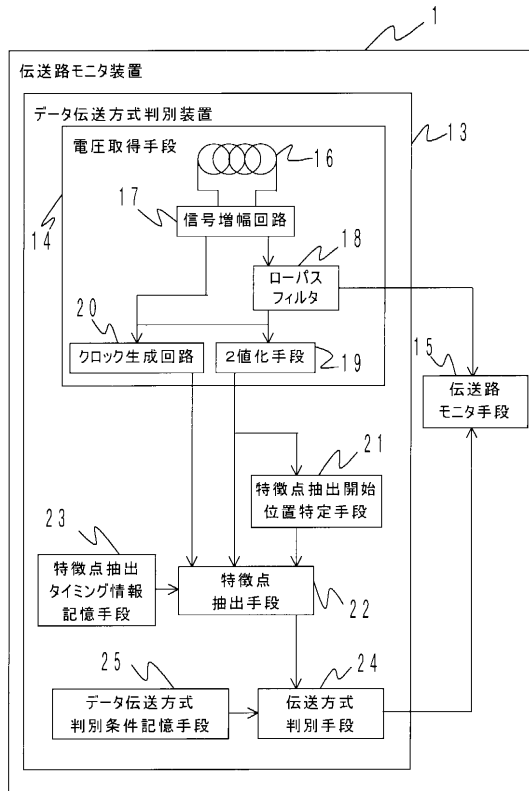 1
伝送路モニタ装置
データ伝送方式判別装置
13
電圧取得手段
16
14
17
信号増幅回路
18
ローパス
フィルタ
20
クロック生成回路
2値化手段
19
15
伝送路
モニタ手段
21
特徴点抽出開始
位置特定手段
23
特徴点抽出
タイミング情報
記憶手段
特徴点
抽出手段
22
25
データ伝送方式
判別条件記憶手段
24
伝送方式
判別手段